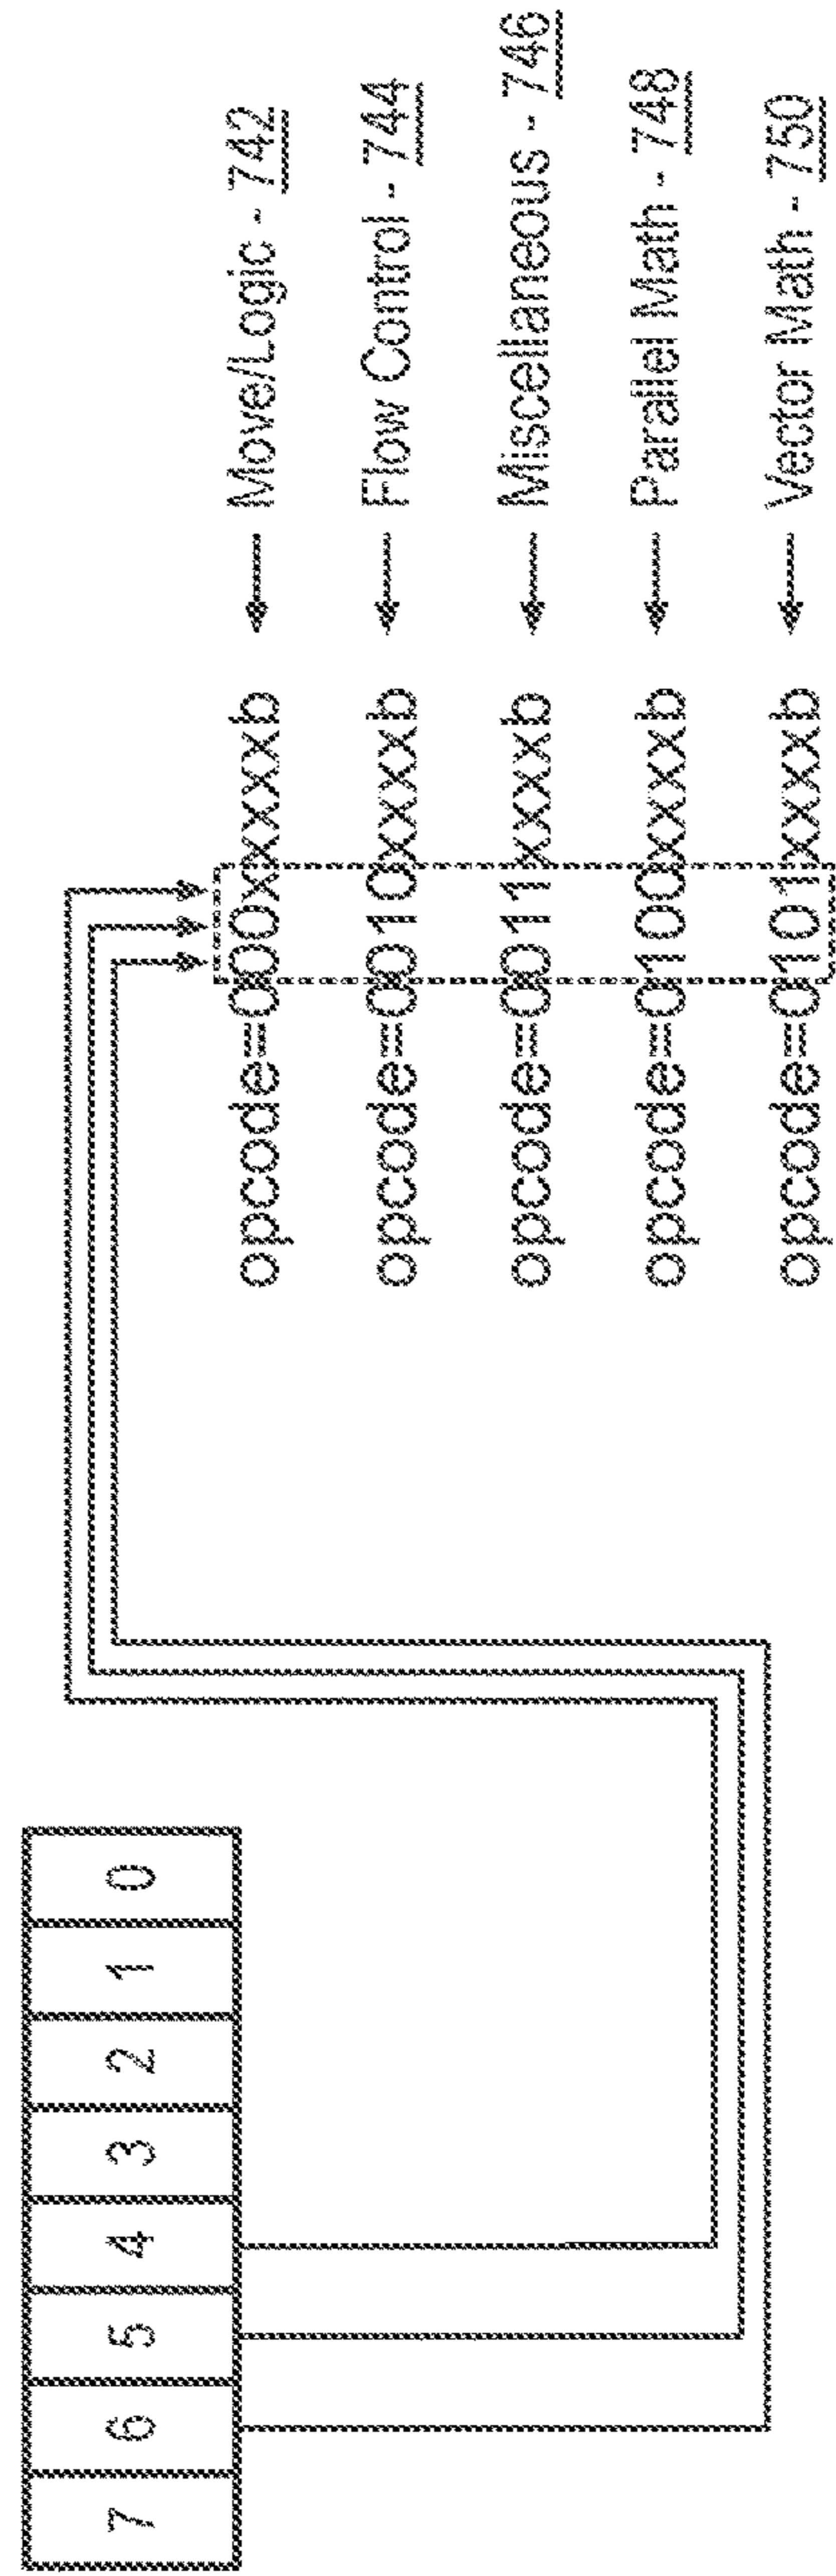 7 6 5 4 3 2 1 0
opcode=000xxxxxb ← Move/Logic - 742
opcode=0010xxxxb ← Flow Control - 744
opcode=0011xxxxb ← Miscellaneous - 746
opcode=0100xxxxb ← Parallel Math - 748
opcode=0101xxxxb ← Vector Math - 750